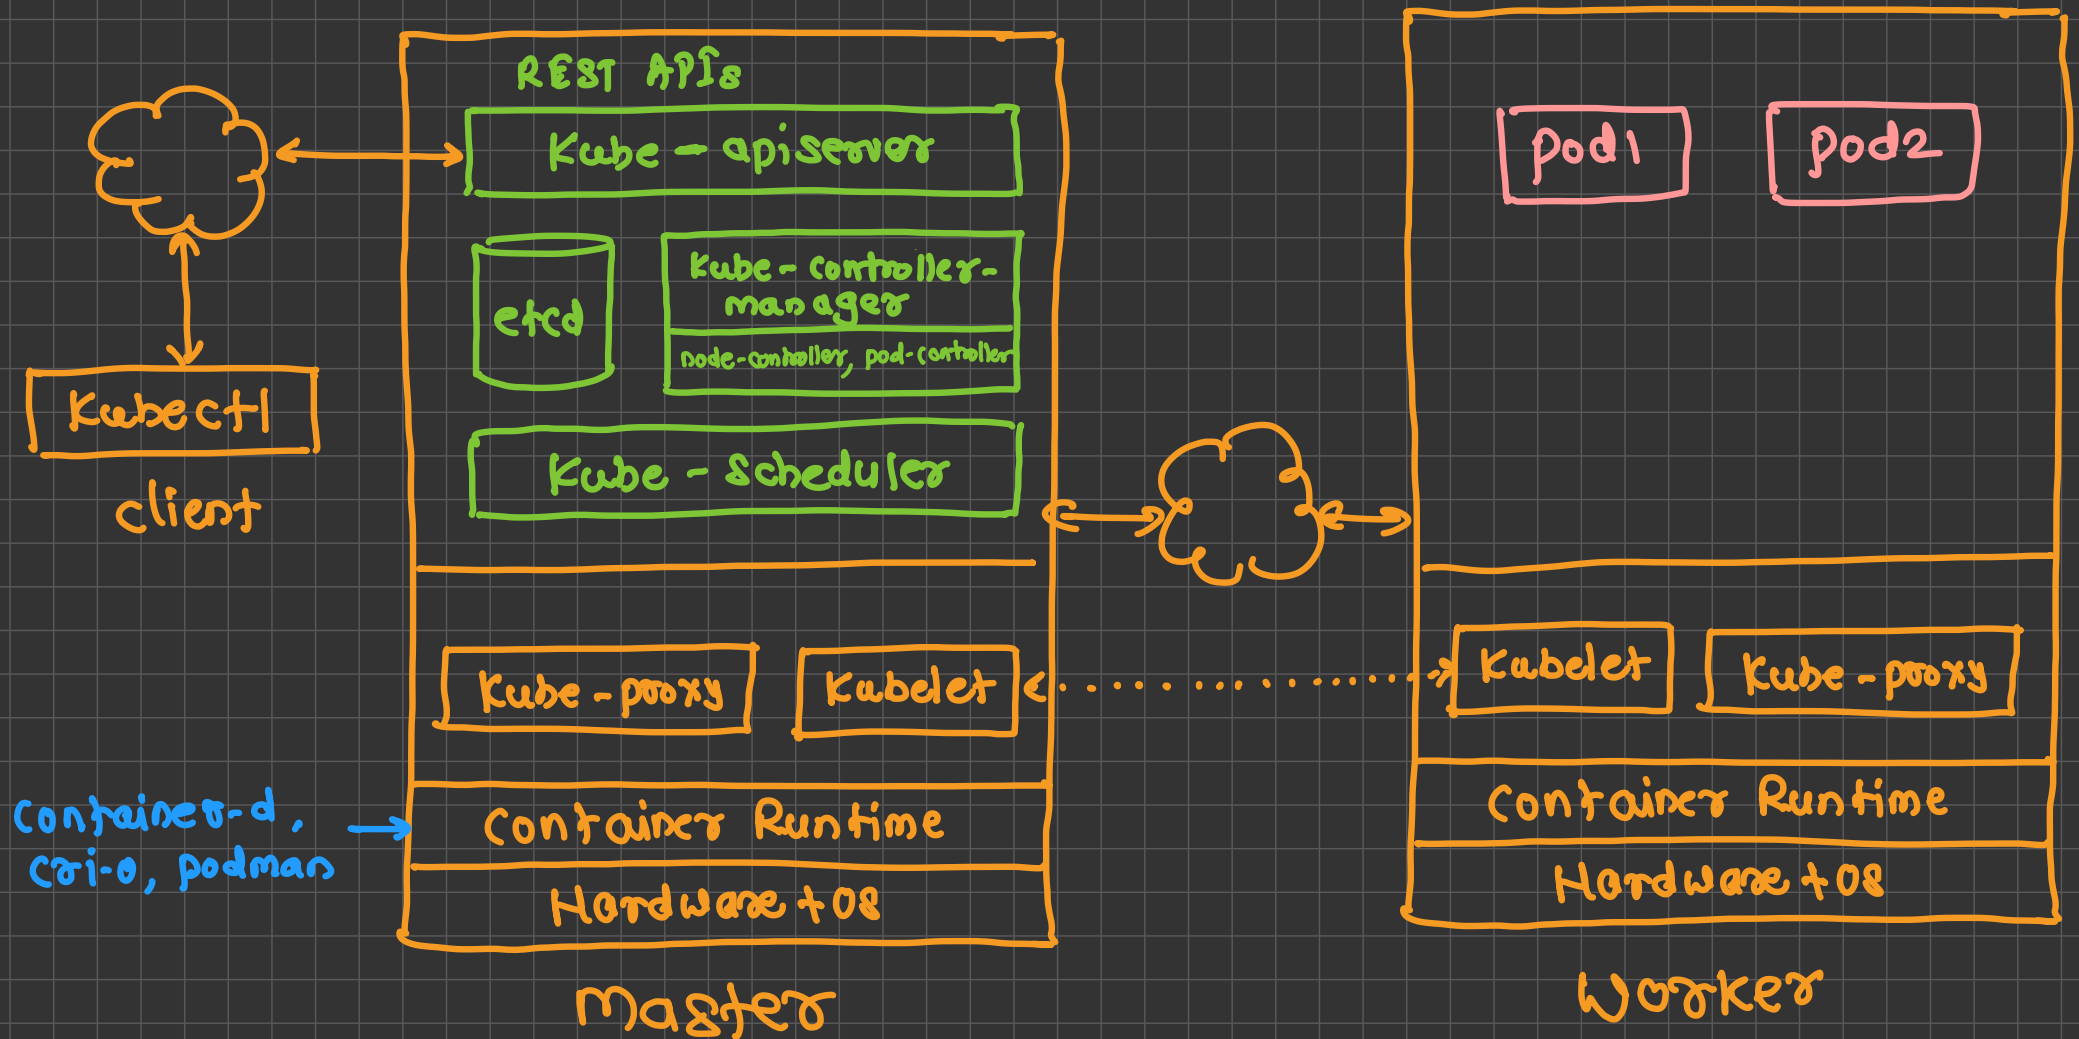 REST APIs
Kube-apiserver
etcd
Kube-controller-
manager
node-controller, pod-controller
Kube-scheduler
Kubectl
client
pod1
pod2
Kube-proxy
Kubelet
Kubelet
Kube-proxy
container-d,
cri-o, podman
Container Runtime
Hardware + OS
Container Runtime
Hardware + OS
Master
Worker